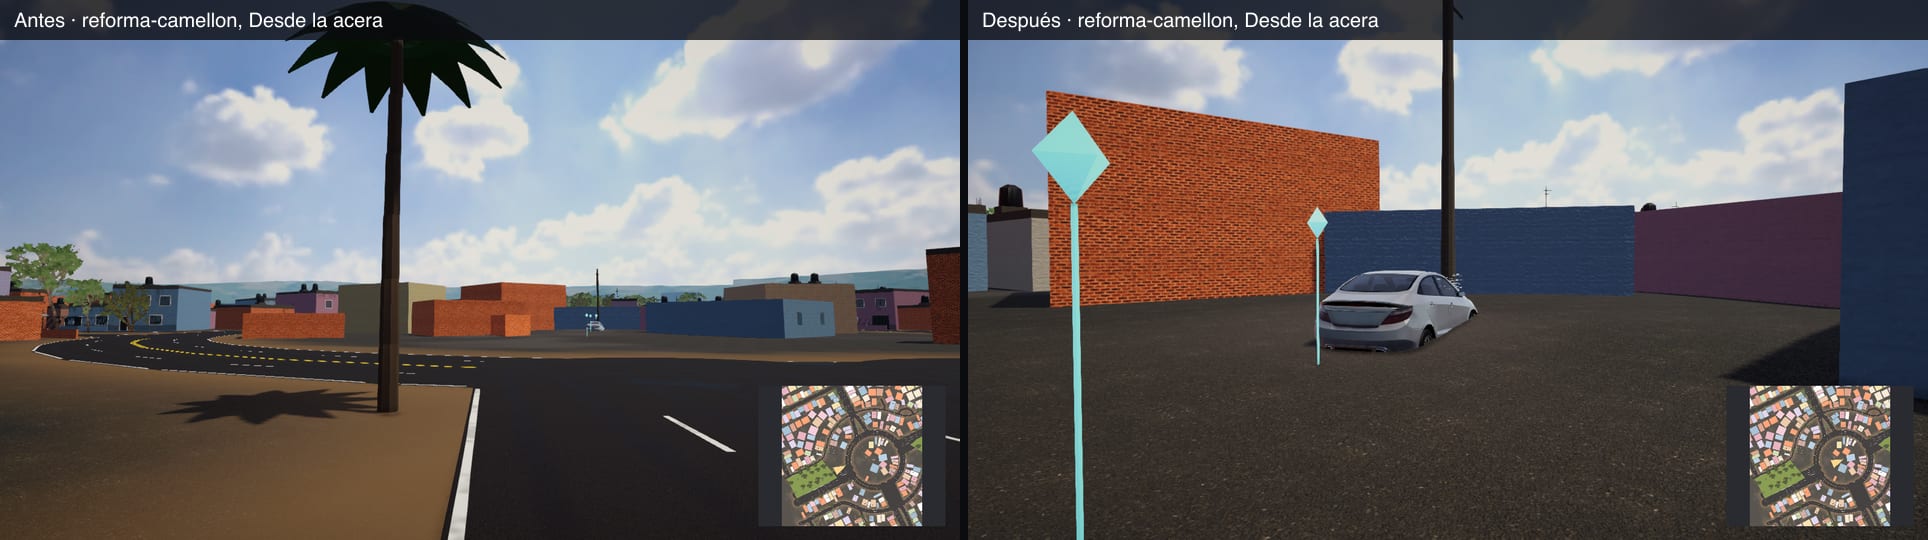 Antes · reforma-camellon, Desde la acera
Después · reforma-camellon, Desde la acera